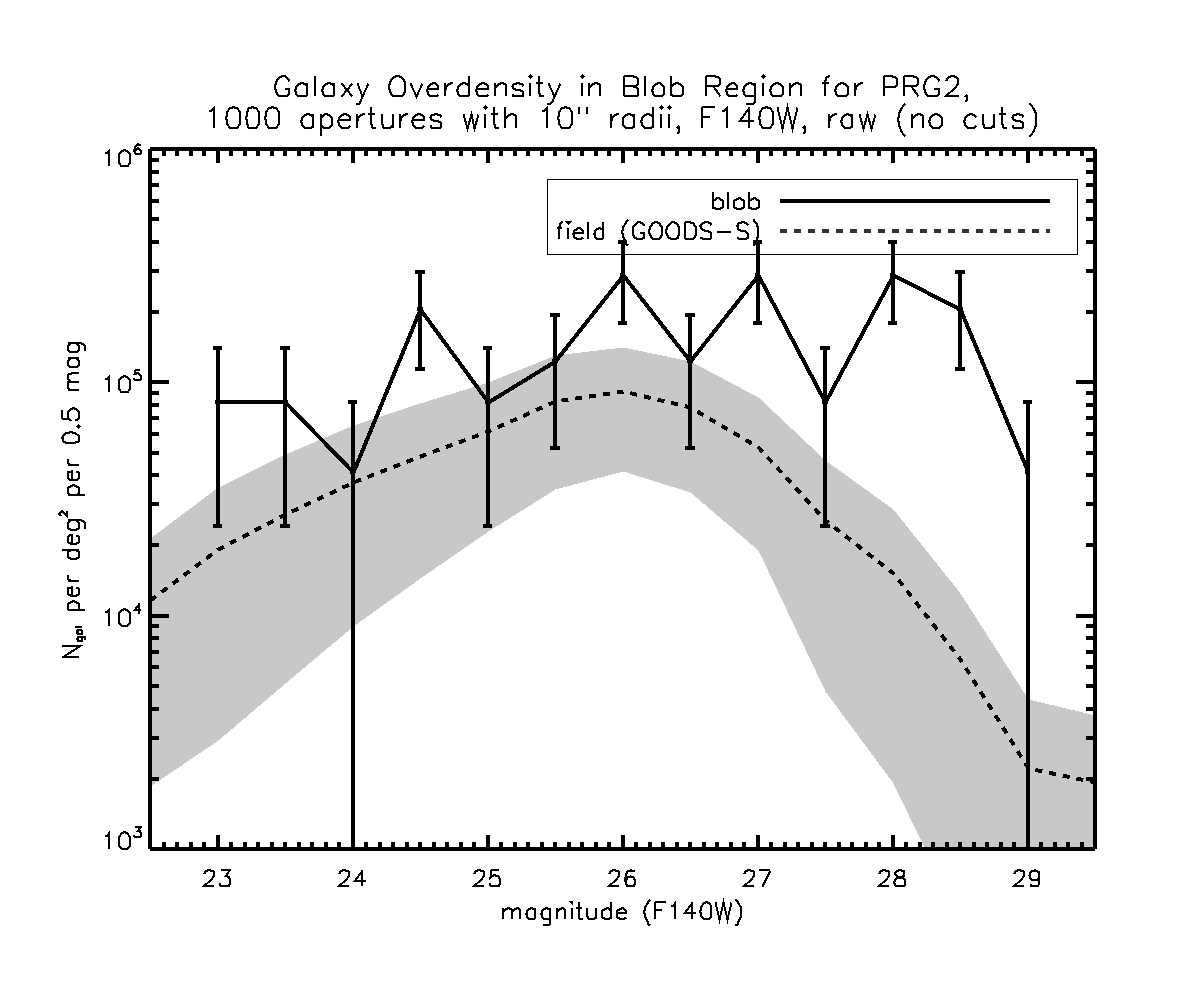 Galaxy Overdensity in Blob Region for PRG2,
1000 apertures with 10" radii, F140W, raw (no cuts)
10⁶
blob
field (GOODS-S)
10⁵
N_gal per deg² per 0.5 mag
10⁴
10³
23 24 25 26 27 28 29
magnitude (F140W)